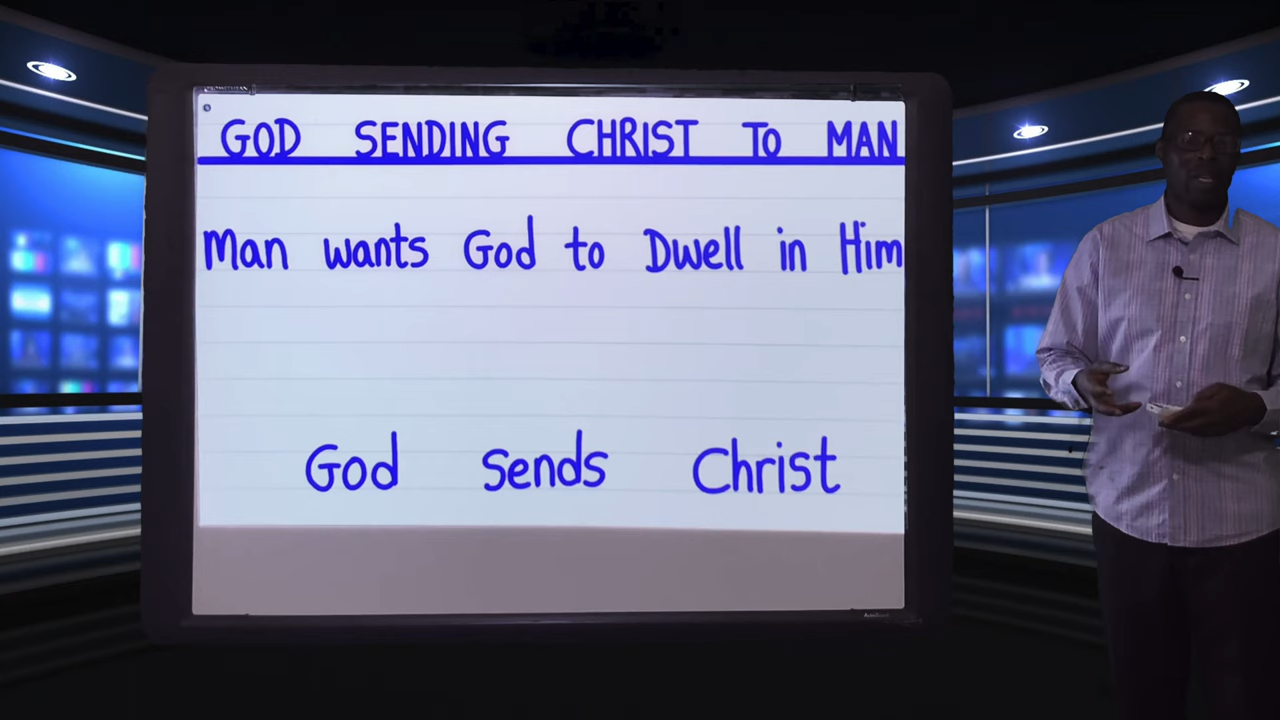 GOD SENDING CHRIST TO MAN
Man wants God to Dwell in Him
God sends Christ